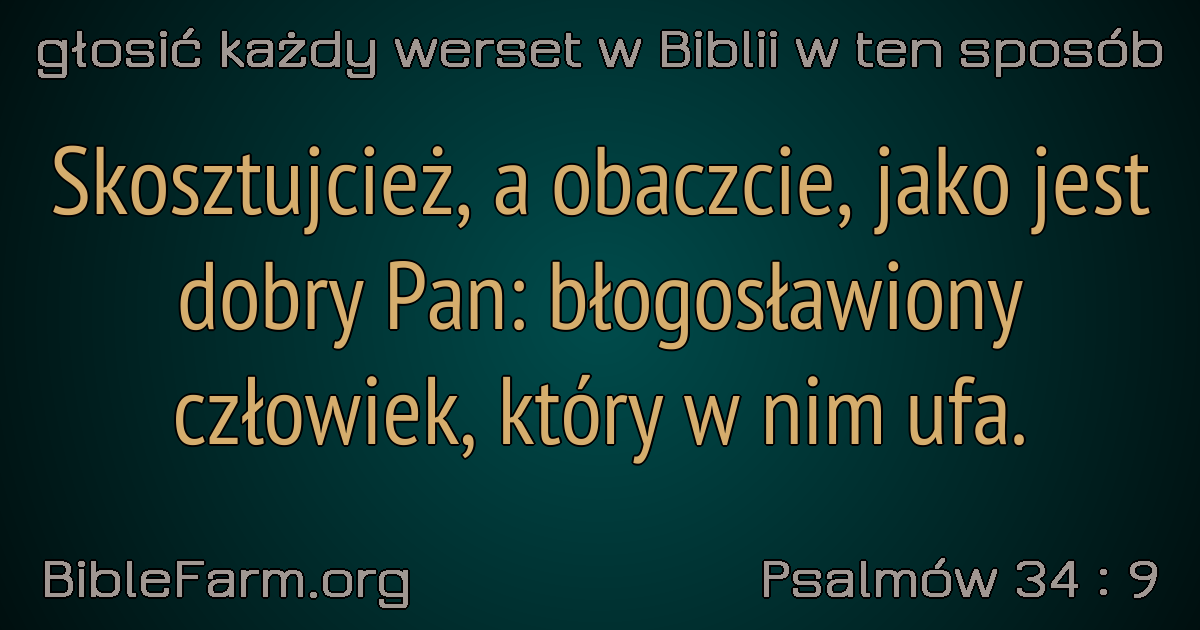 głosić każdy werset w Biblii w ten sposób
Skosztujcież, a obaczcie, jako jest
dobry Pan: błogosławiony
człowiek, który w nim ufa.
BibleFarm.org
Psalmów 34 : 9